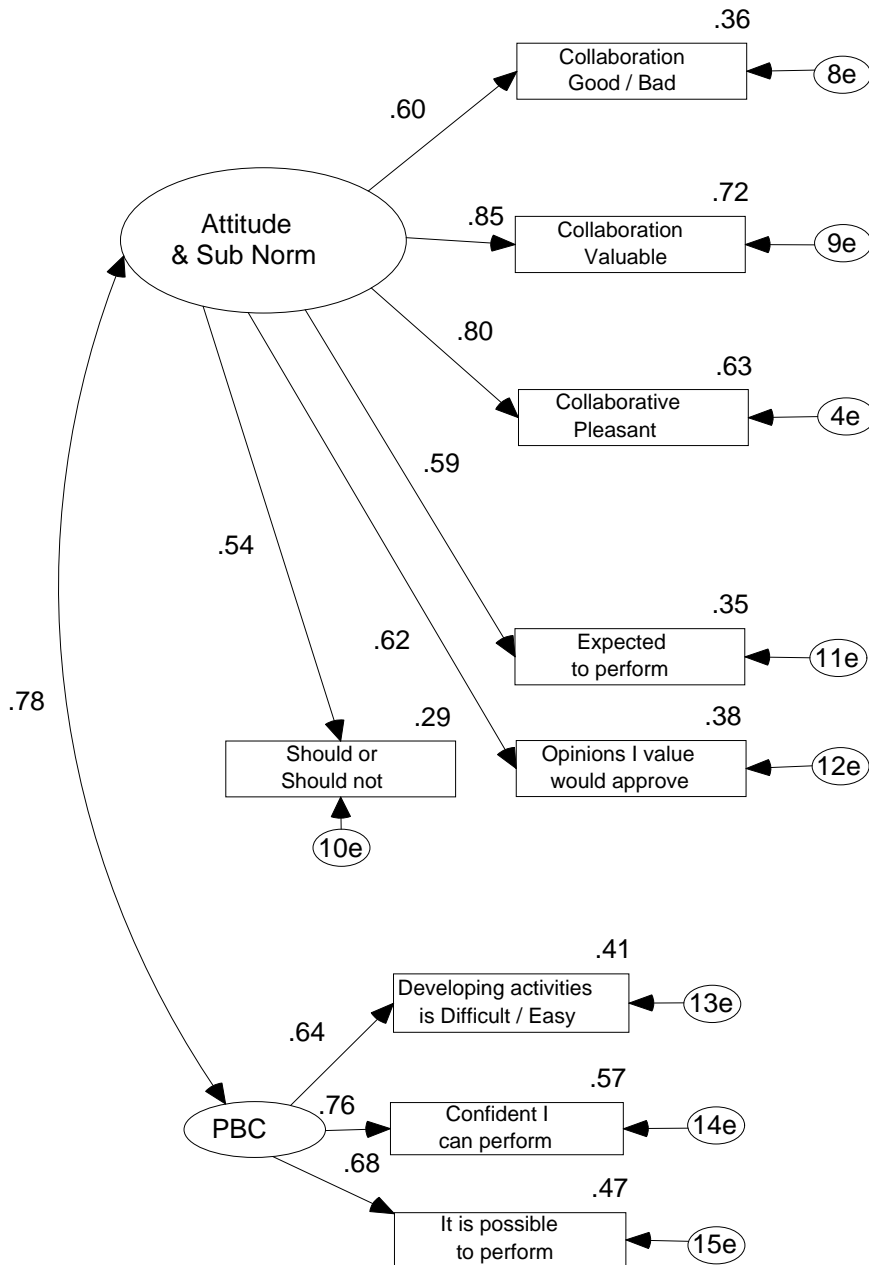 .36
Collaboration
Good / Bad
8e
.60
Attitude
& Sub Norm
.85
.72
Collaboration
Valuable
9e
.80
.63
Collaborative
Pleasant
4e
.59
.54
.35
Expected
to perform
11e
.62
.78
.29
Should or
Should not
10e
.38
Opinions I value
would approve
12e
.41
Developing activities
is Difficult / Easy
13e
.64
.57
PBC
.76
Confident I
can perform
14e
.68
.47
It is possible
to perform
15e